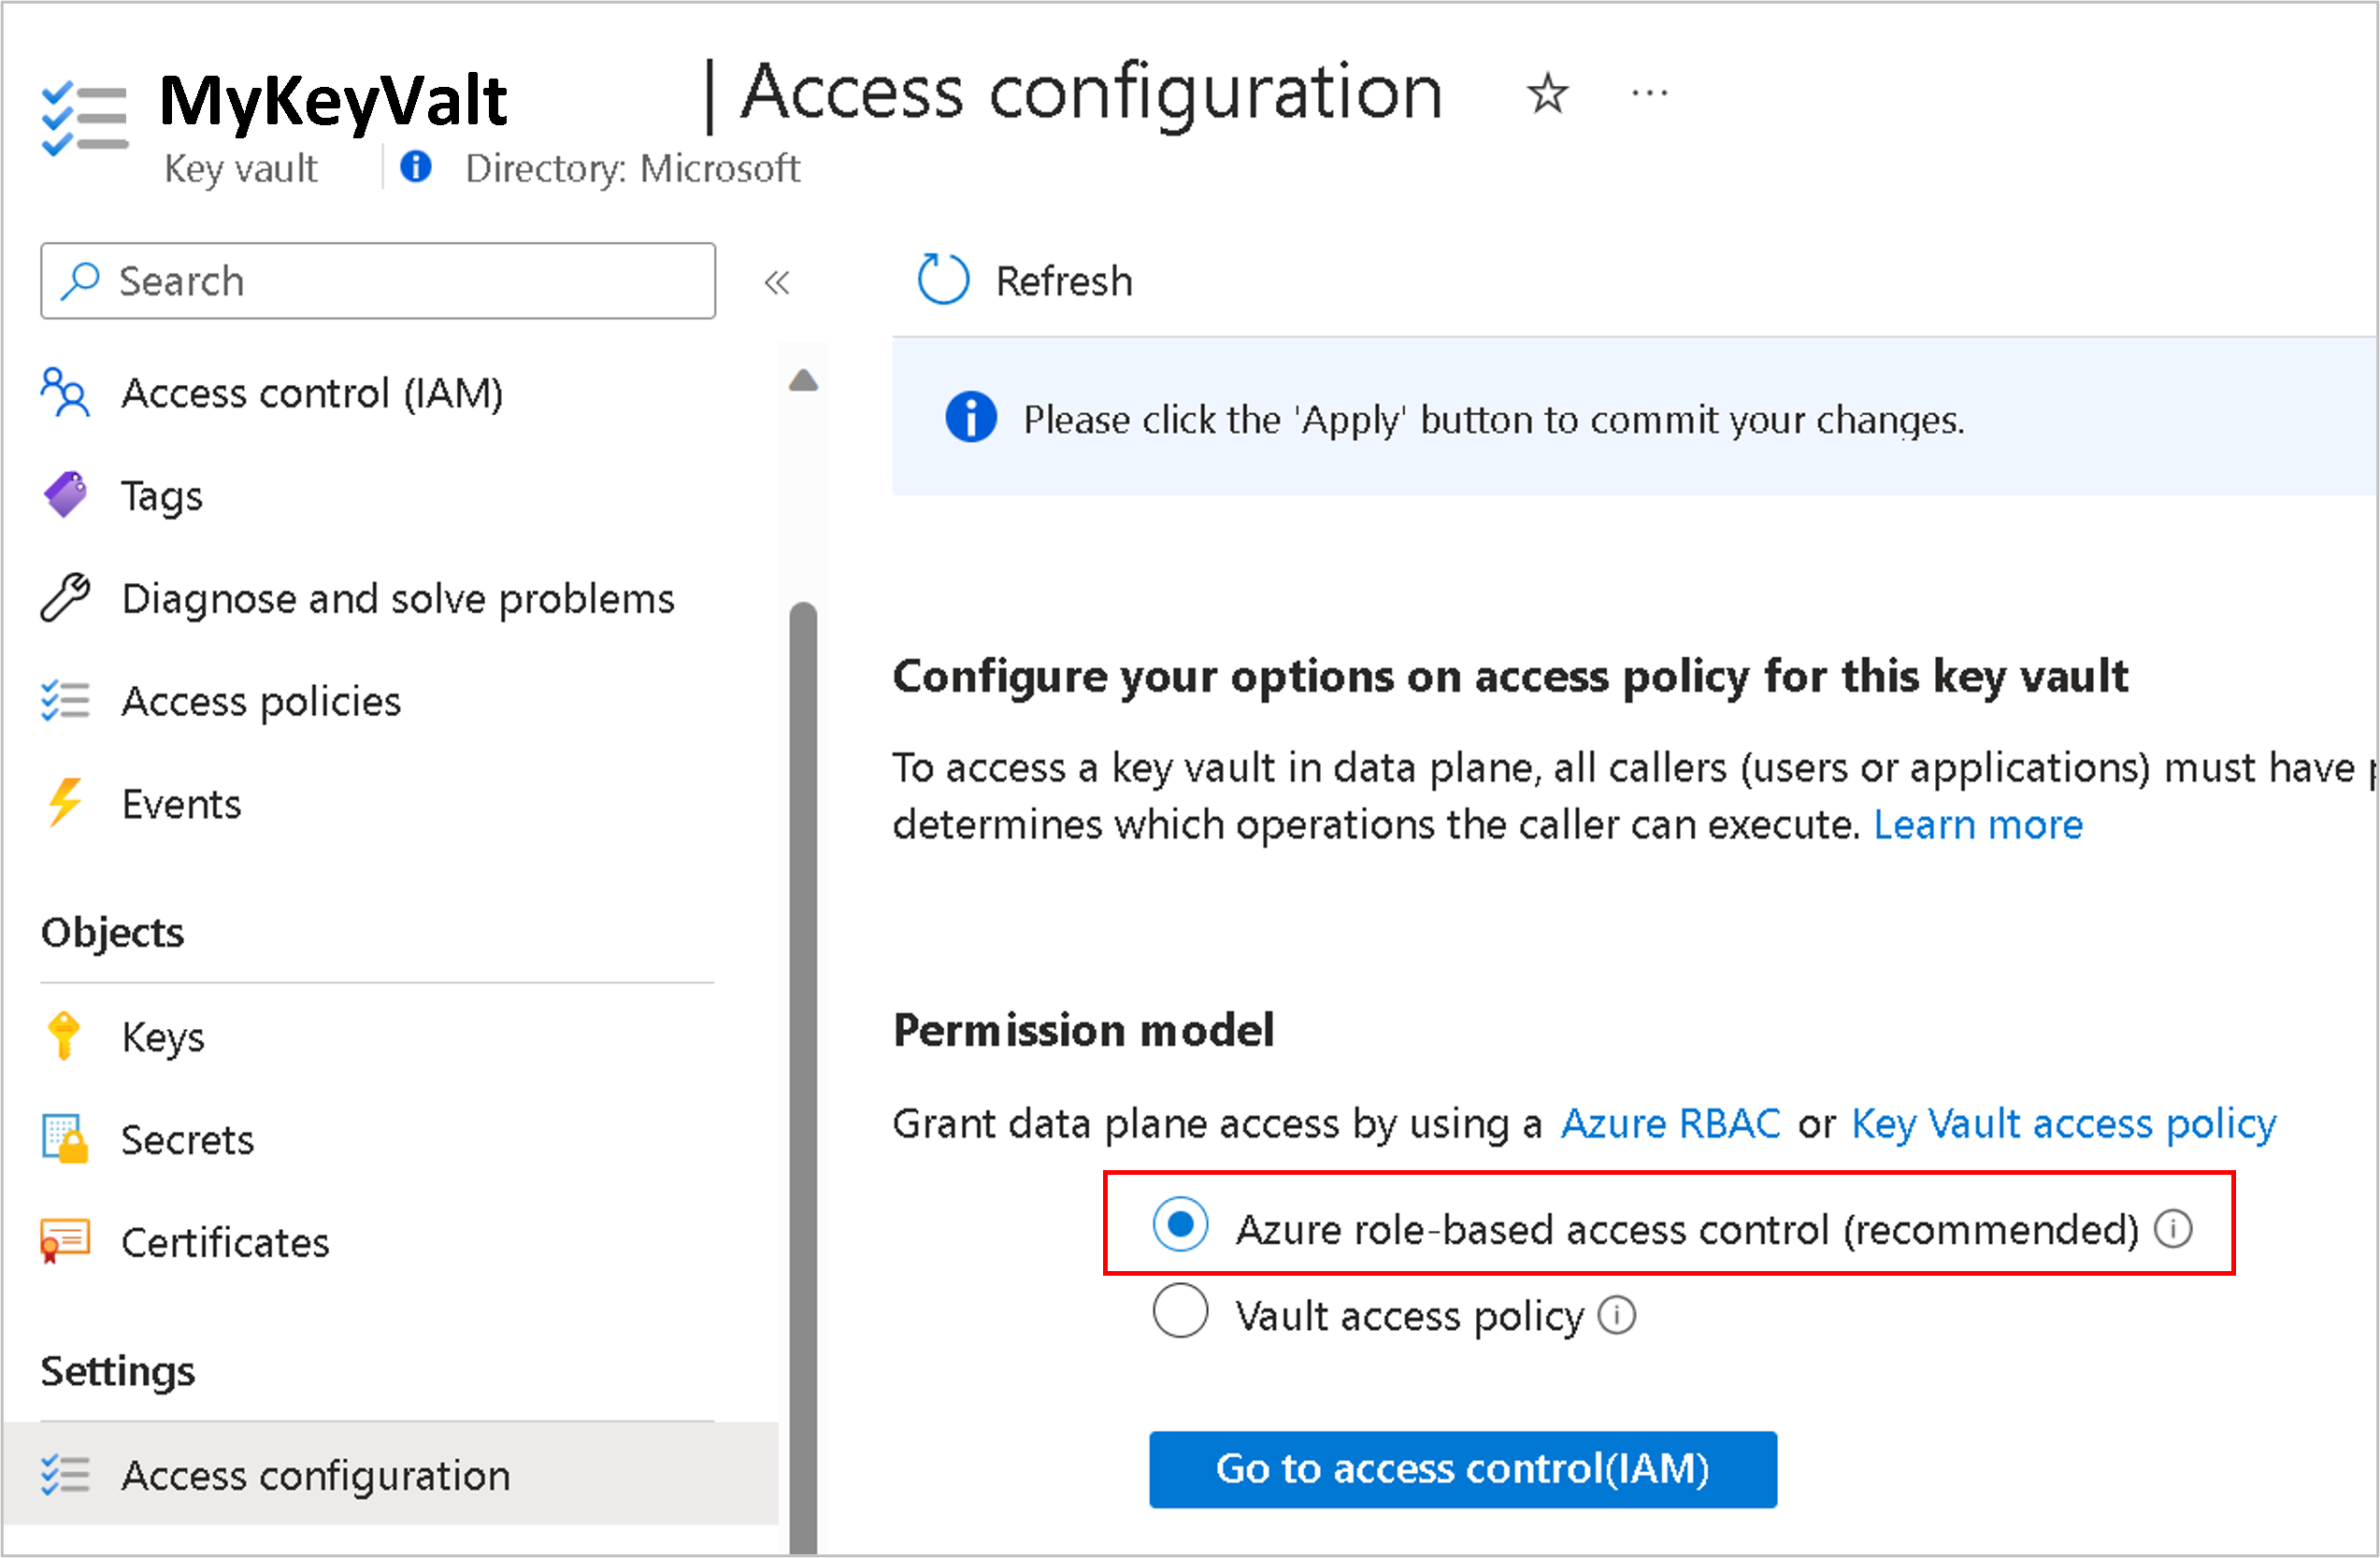 MyKeyValt | Access configuration
Key vault
Directory: Microsoft
Search
Access control (IAM)
Tags
Diagnose and solve problems
Access policies
Events
Objects
Keys
Secrets
Certificates
Settings
Access configuration
Refresh
Please click the 'Apply' button to commit your changes.
Configure your options on access policy for this key vault
To access a key vault in data plane, all callers (users or applications) must have
determines which operations the caller can execute. Learn more
Permission model
Grant data plane access by using a Azure RBAC or Key Vault access policy
Azure role-based access control (recommended)
Vault access policy
Go to access control(IAM)